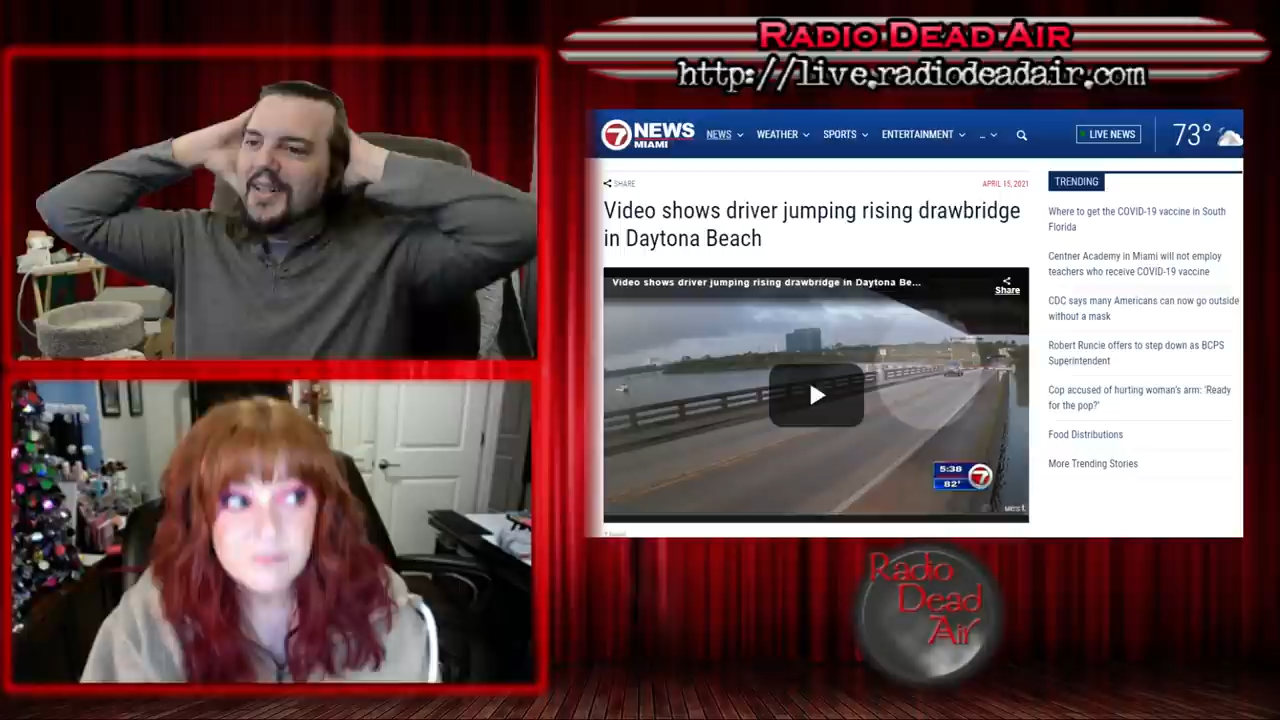 RADIO DEAD AIR
http://live.radiodeadair.com
7 NEWS
MIAMI
NEWS
WEATHER
SPORTS
ENTERTAINMENT
LIVE NEWS
73°
SHARE
APRIL 15, 2021
Video shows driver jumping rising drawbridge
in Daytona Beach
Video shows driver jumping rising drawbridge in Daytona Be...
Share
5:38
82°
7
west
TRENDING
Where to get the COVID-19 vaccine in South
Florida
Centner Academy in Miami will not employ
teachers who receive COVID-19 vaccine
CDC says many Americans can now go outside
without a mask
Robert Runcie offers to step down as BCPS
Superintendent
Cop accused of hurting woman's arm: 'Ready
for the pop?'
Food Distributions
More Trending Stories
Radio
Dead
Air